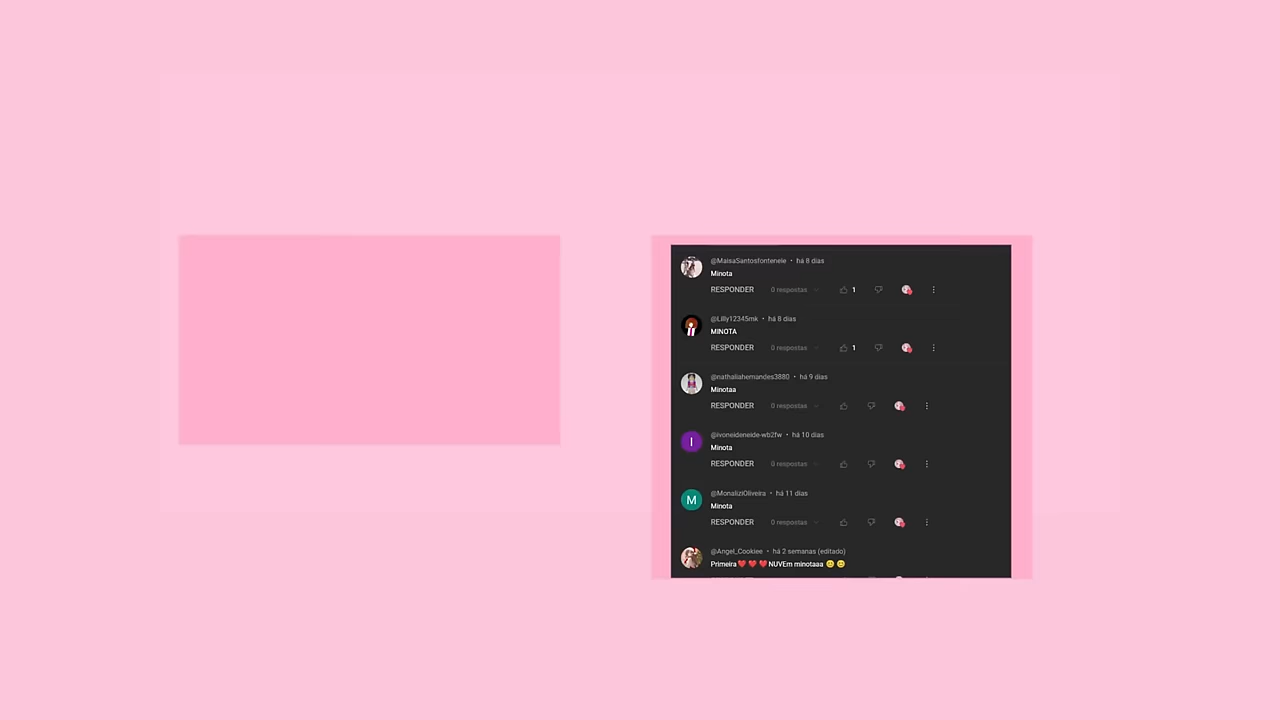 @MaisaSantosfontenele • há 8 dias
Minota
RESPONDER 0 respostas 1
@Lilly12345mk • há 8 dias
MINOTA
RESPONDER 0 respostas 1
@nathaliahernandes3880 • há 9 dias
Minotaa
RESPONDER 0 respostas
I
@ivoneideneide-wb2fw • há 10 dias
Minota
RESPONDER 0 respostas
M
@MonaliziOliveira • há 11 dias
Minota
RESPONDER 0 respostas
@Angel_Cookiee • há 2 semanas (editado)
Primeira❤️ ❤️ ❤️NUVEm minotaaa 😊 😊